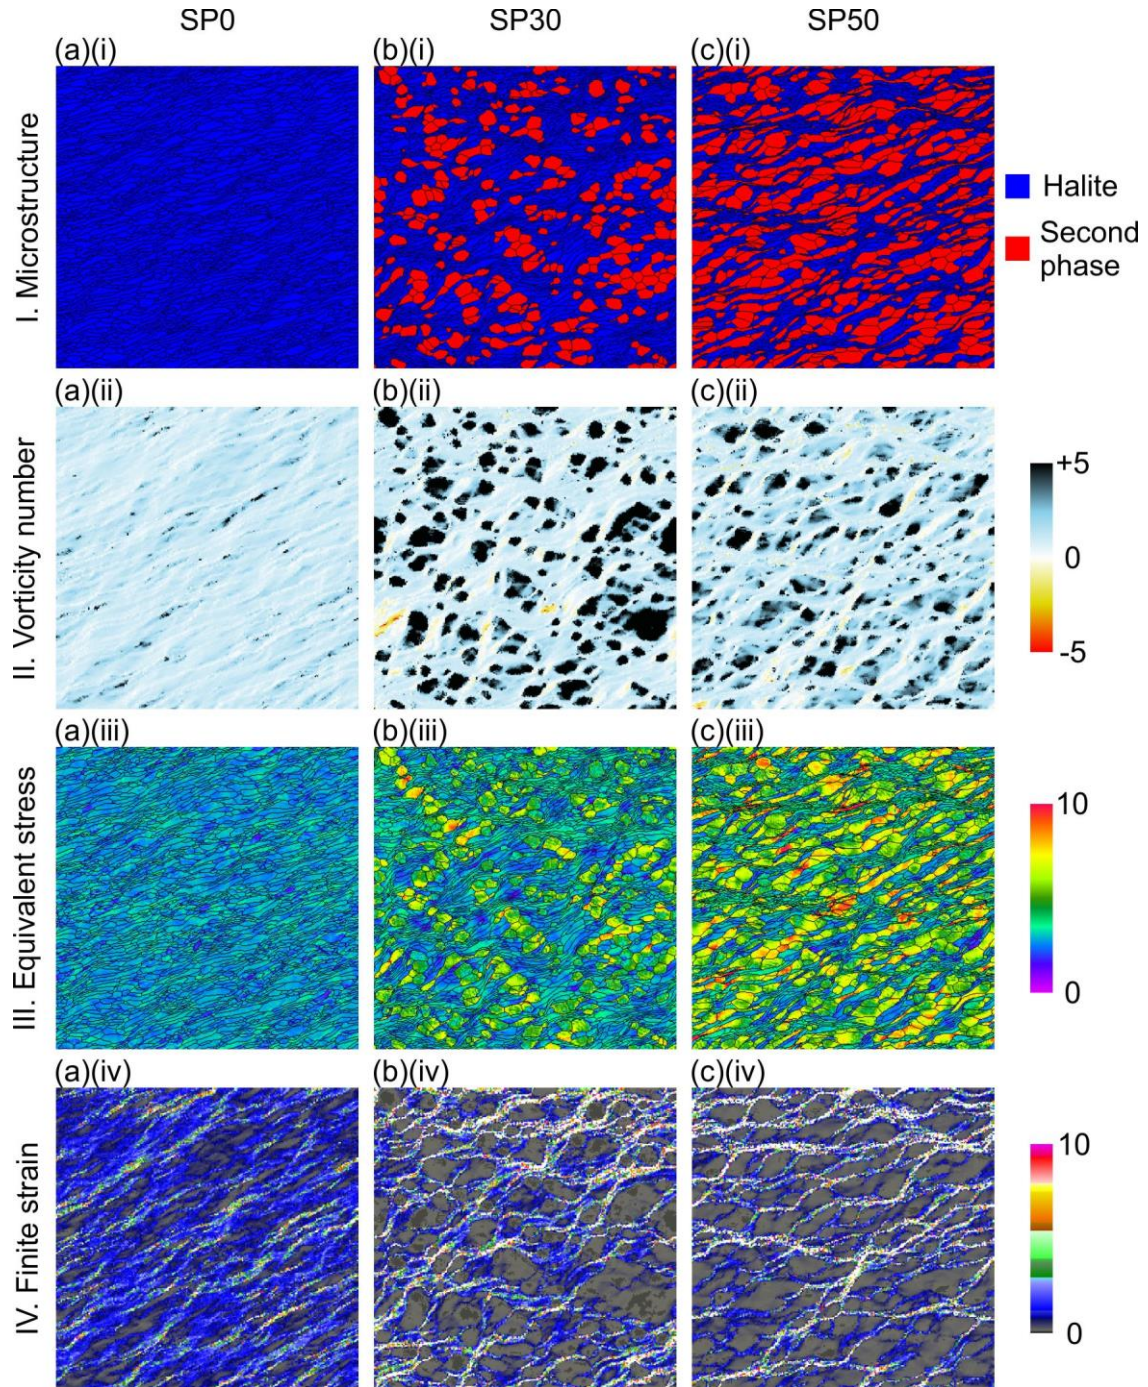 SP0 SP30 SP50
(a)(i) (b)(i) (c)(i)
I. Microstructure
Halite
Second
phase
(a)(ii) (b)(ii) (c)(ii)
II. Vorticity number
+5
0
-5
(a)(iii) (b)(iii) (c)(iii)
III. Equivalent stress
10
0
(a)(iv) (b)(iv) (c)(iv)
IV. Finite strain
10
0